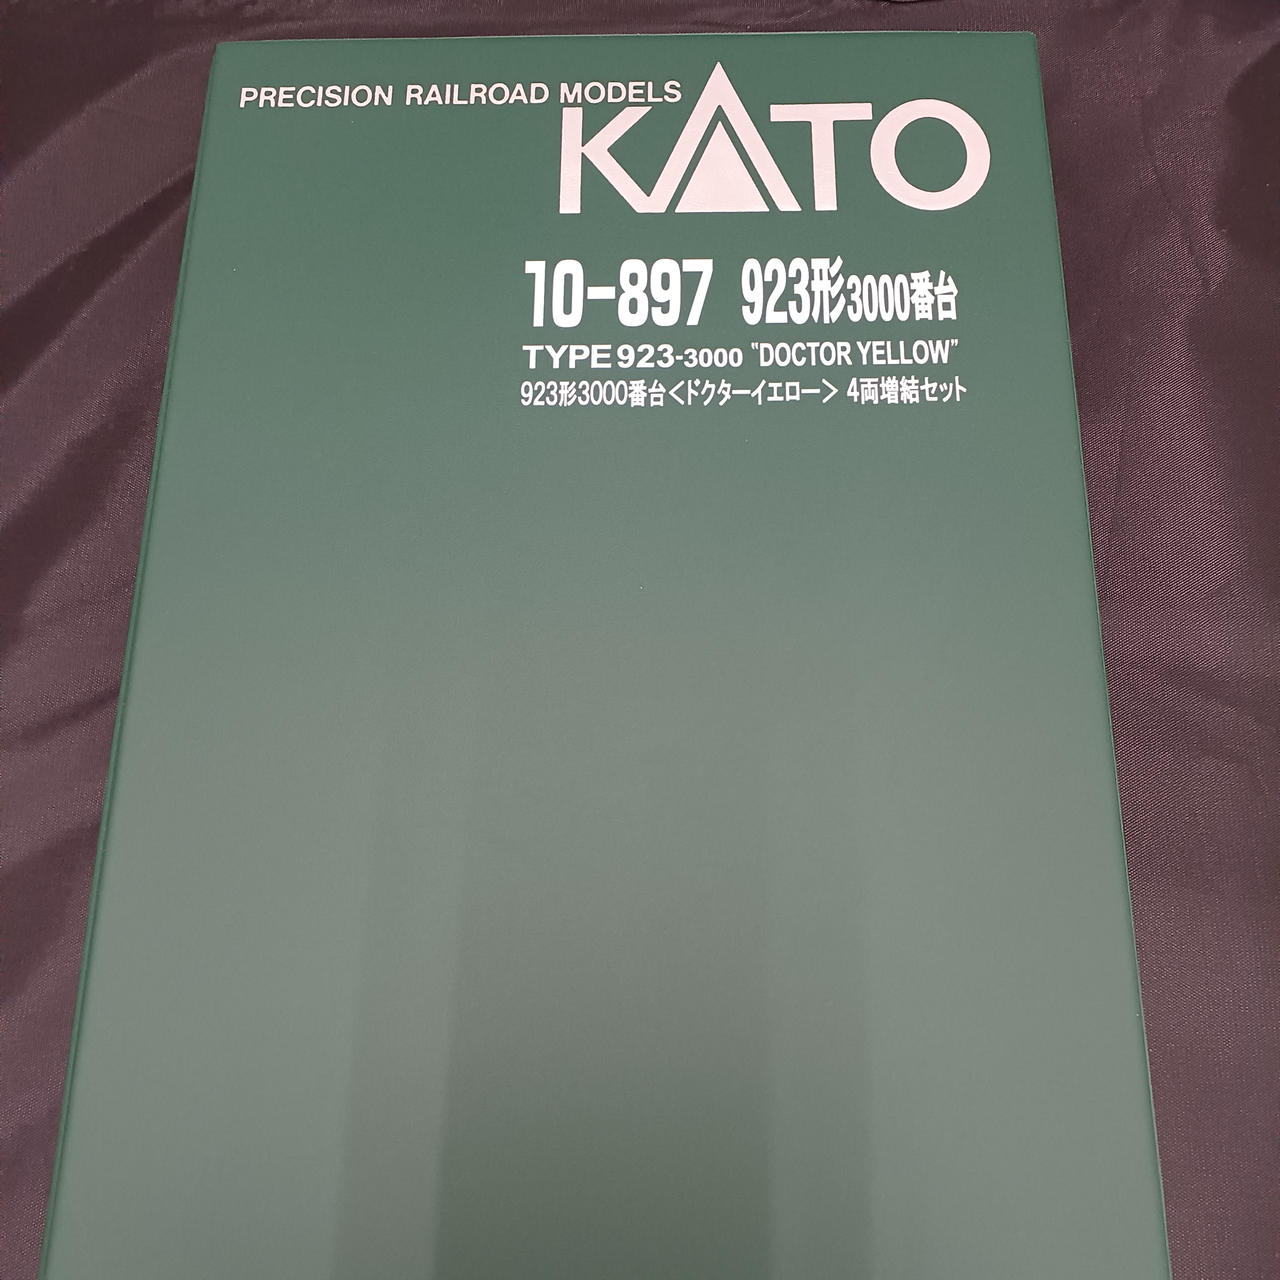 PRECISION RAILROAD MODELS
KATO
10-897 923形3000番台
TYPE923-3000 "DOCTOR YELLOW"
923形3000番台<ドクターイエロー> 4両増結セット